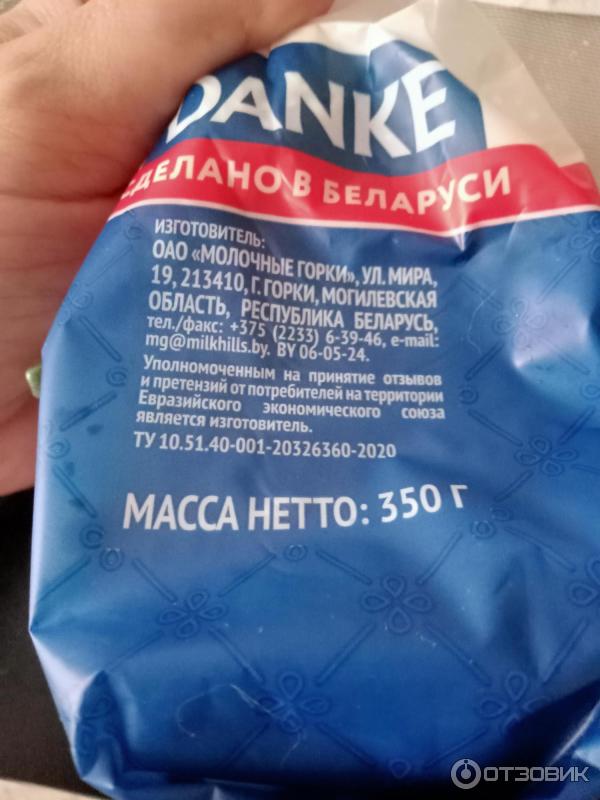 DANKE
СДЕЛАНО В БЕЛАРУСИ
ИЗГОТОВИТЕЛЬ:
ОАО «МОЛОЧНЫЕ ГОРКИ», УЛ. МИРА,
19, 213410, Г. ГОРКИ, МОГИЛЕВСКАЯ
ОБЛАСТЬ, РЕСПУБЛИКА БЕЛАРУСЬ,
тел./факс: +375 (2233) 6-39-46, e-mail:
mg@milkhills.by. BY 06-05-24.
Уполномоченным на принятие отзывов
и претензий от потребителей на территории
Евразийского экономического союза
является изготовитель.
ТУ 10.51.40-001-20326360-2020
МАССА НЕТТО: 350 г
ОТЗОВИК